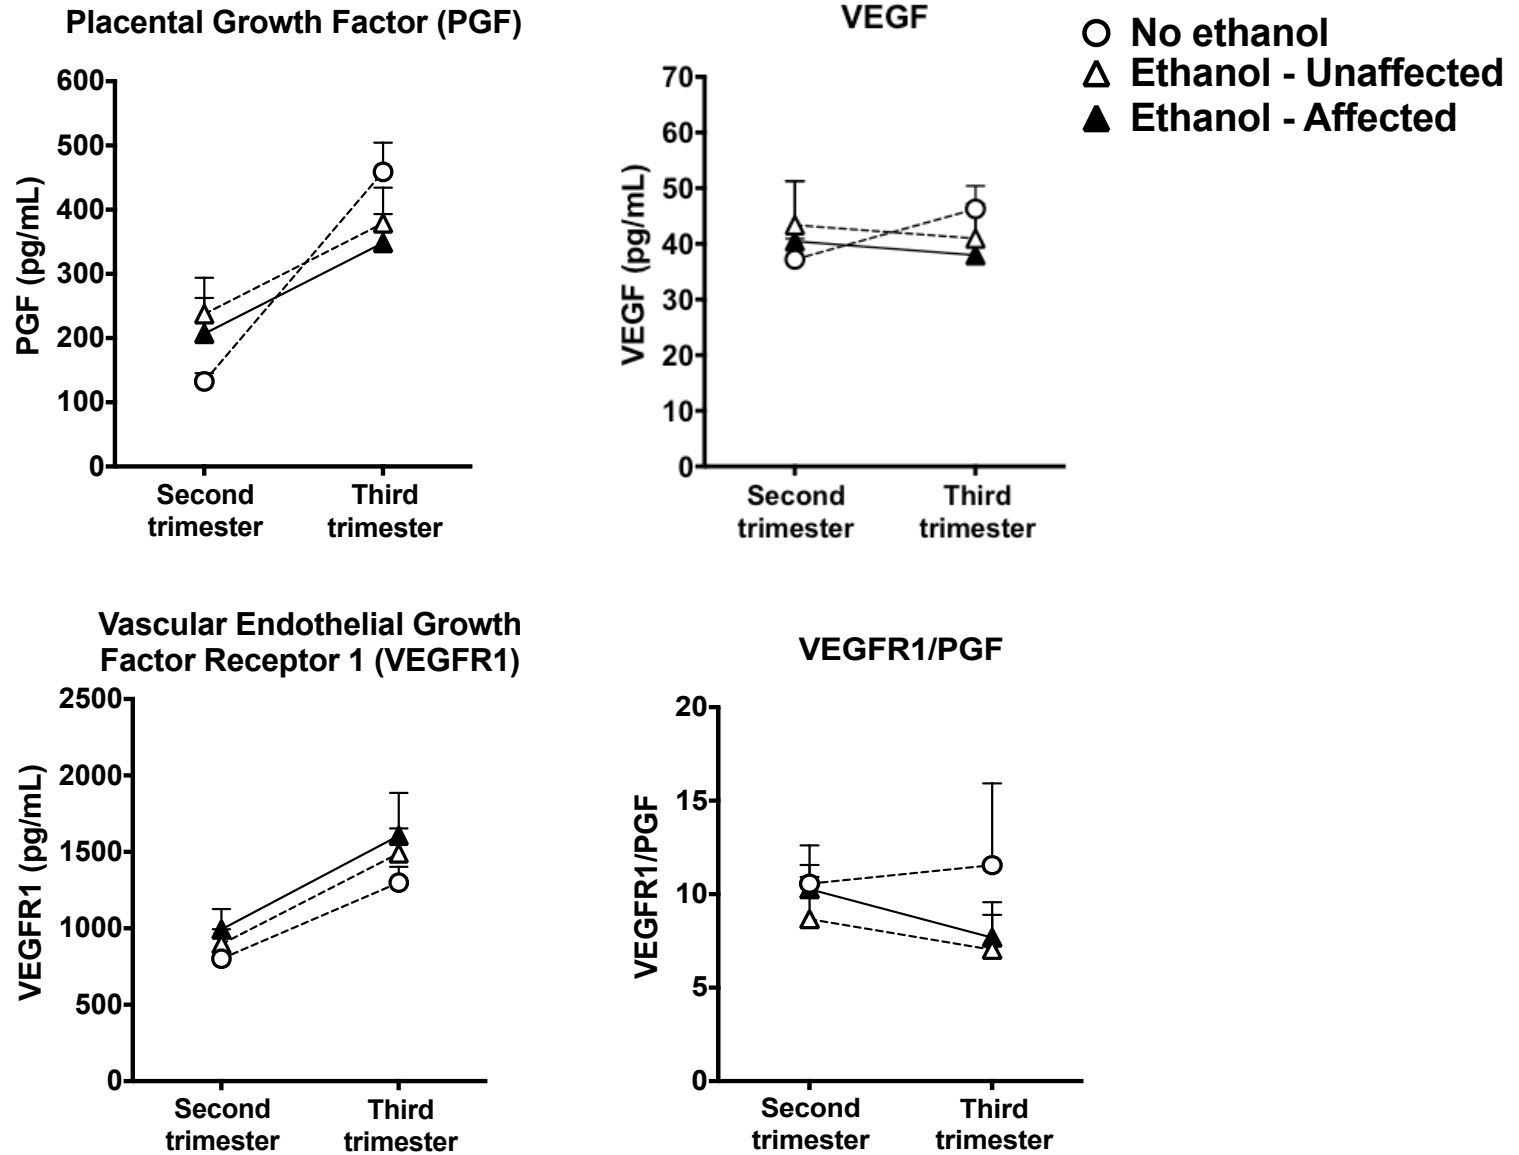 Placental Growth Factor (PGF)
600
500
400
300
200
100
0
PGF (pg/mL)
Second
trimester
Third
trimester
VEGF
70
60
50
40
30
20
10
0
VEGF (pg/mL)
Second
trimester
Third
trimester
No ethanol
Ethanol - Unaffected
Ethanol - Affected
Vascular Endothelial Growth
Factor Receptor 1 (VEGFR1)
2500
2000
1500
1000
500
0
VEGFR1 (pg/mL)
Second
trimester
Third
trimester
VEGFR1/PGF
20
15
10
5
0
VEGFR1/PGF
Second
trimester
Third
trimester